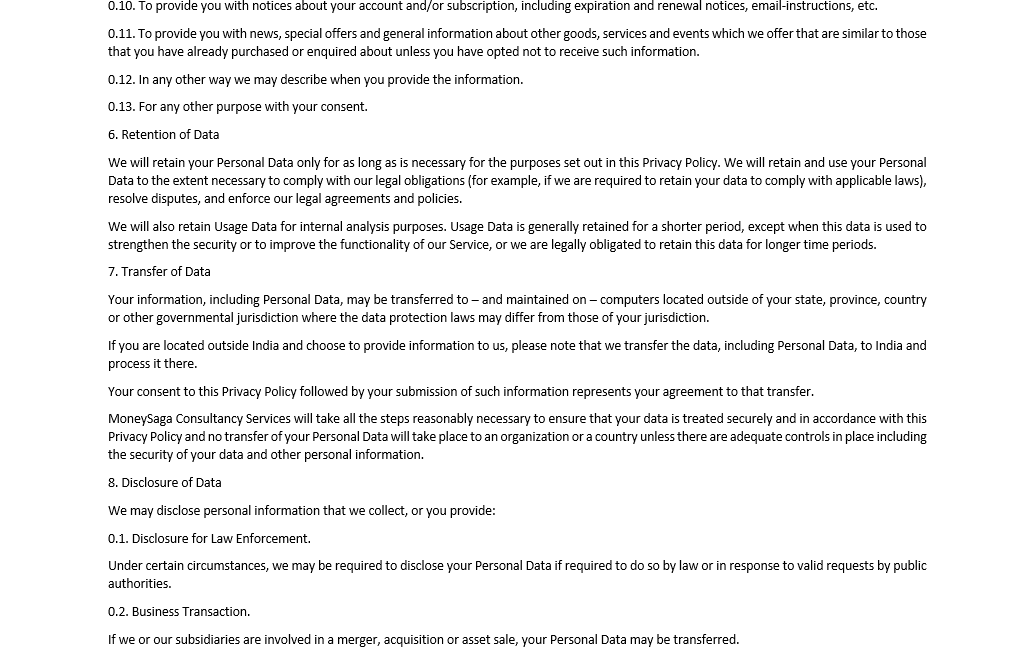 0.10. To provide you with notices about your account and/or subscription, including expiration and renewal notices, email-instructions, etc.
0.11. To provide you with news, special offers and general information about other goods, services and events which we offer that are similar to those
that you have already purchased or enquired about unless you have opted not to receive such information.
0.12. In any other way we may describe when you provide the information.
0.13. For any other purpose with your consent.
6. Retention of Data
We will retain your Personal Data only for as long as is necessary for the purposes set out in this Privacy Policy. We will retain and use your Personal
Data to the extent necessary to comply with our legal obligations (for example, if we are required to retain your data to comply with applicable laws),
resolve disputes, and enforce our legal agreements and policies.
We will also retain Usage Data for internal analysis purposes. Usage Data is generally retained for a shorter period, except when this data is used to
strengthen the security or to improve the functionality of our Service, or we are legally obligated to retain this data for longer time periods.
7. Transfer of Data
Your information, including Personal Data, may be transferred to – and maintained on – computers located outside of your state, province, country
or other governmental jurisdiction where the data protection laws may differ from those of your jurisdiction.
If you are located outside India and choose to provide information to us, please note that we transfer the data, including Personal Data, to India and
process it there.
Your consent to this Privacy Policy followed by your submission of such information represents your agreement to that transfer.
MoneySaga Consultancy Services will take all the steps reasonably necessary to ensure that your data is treated securely and in accordance with this
Privacy Policy and no transfer of your Personal Data will take place to an organization or a country unless there are adequate controls in place including
the security of your data and other personal information.
8. Disclosure of Data
We may disclose personal information that we collect, or you provide:
0.1. Disclosure for Law Enforcement.
Under certain circumstances, we may be required to disclose your Personal Data if required to do so by law or in response to valid requests by public
authorities.
0.2. Business Transaction.
If we or our subsidiaries are involved in a merger, acquisition or asset sale, your Personal Data may be transferred.